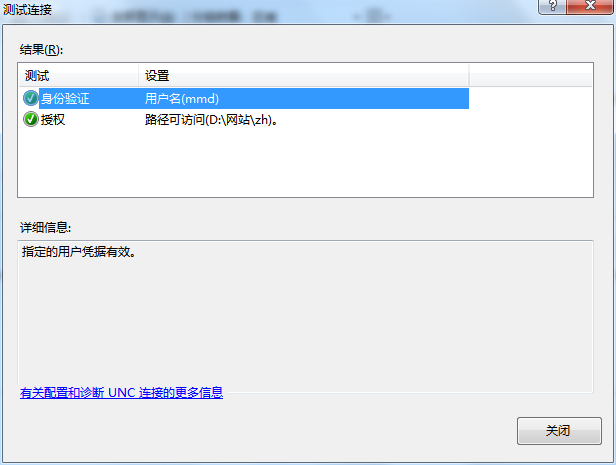 测试连接
结果(R):
测试 设置
身份验证 用户名(mmd)
授权 路径可访问(D:\网站\zh)。
详细信息:
指定的用户凭据有效。
有关配置和诊断 UNC 连接的更多信息
关闭